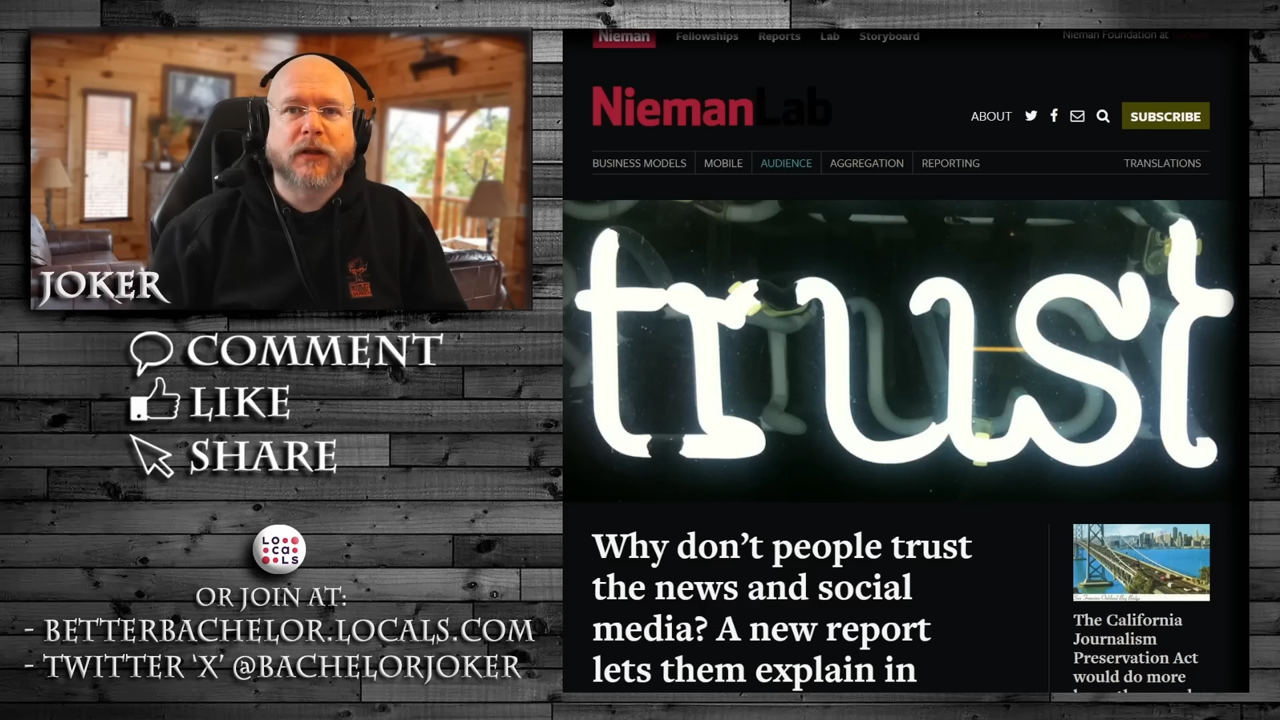 JOKER
COMMENT
LIKE
SHARE
LOcaLS
OR JOIN AT:
- BETTERBACHELOR.LOCALS.COM
- TWITTER 'X' @BACHELORJOKER
Nieman Fellowships Reports Lab Storyboard Nieman Foundation at
NiemanLab
ABOUT SUBSCRIBE
BUSINESS MODELS MOBILE AUDIENCE AGGREGATION REPORTING TRANSLATIONS
trust
Why don’t people trust
the news and social
media? A new report
lets them explain in
The California
Journalism
Preservation Act
would do more